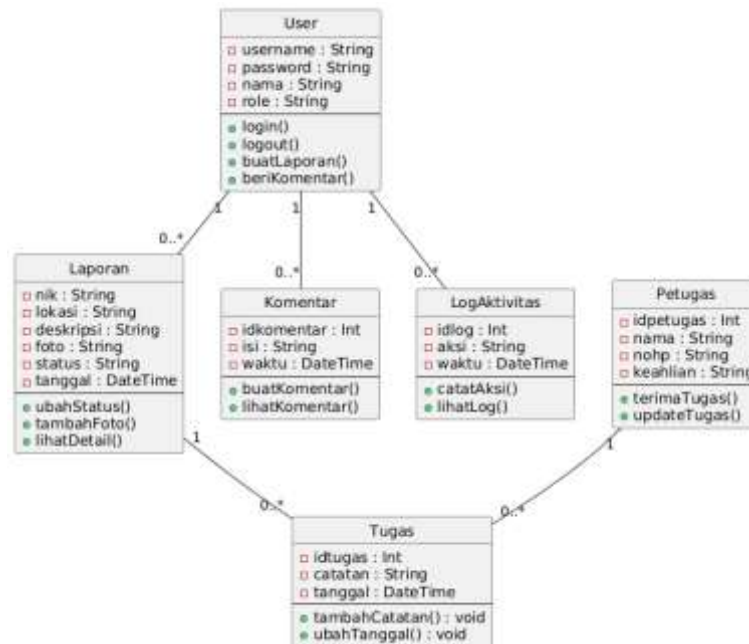 User
username : String
password : String
nama : String
role : String
login()
logout()
buatLaporan()
beriKomentar()
1
1
1
0..*
0..*
0..*
Laporan
nik : String
lokasi : String
deskripsi : String
foto : String
status : String
tanggal : DateTime
ubahStatus()
tambahFoto()
lihatDetail()
Komentar
idkomentar : Int
isi : String
waktu : DateTime
buatKomentar()
lihatKomentar()
LogAktivitas
idlog : Int
aksi : String
waktu : DateTime
catatAksi()
lihatLog()
Petugas
idpetugas : Int
nama : String
nohp : String
keahlian : String
terimaTugas()
updateTugas()
1
1
0..*
0..*
Tugas
idtugas : Int
catatan : String
tanggal : DateTime
tambahCatatan() : void
ubahTanggal() : void